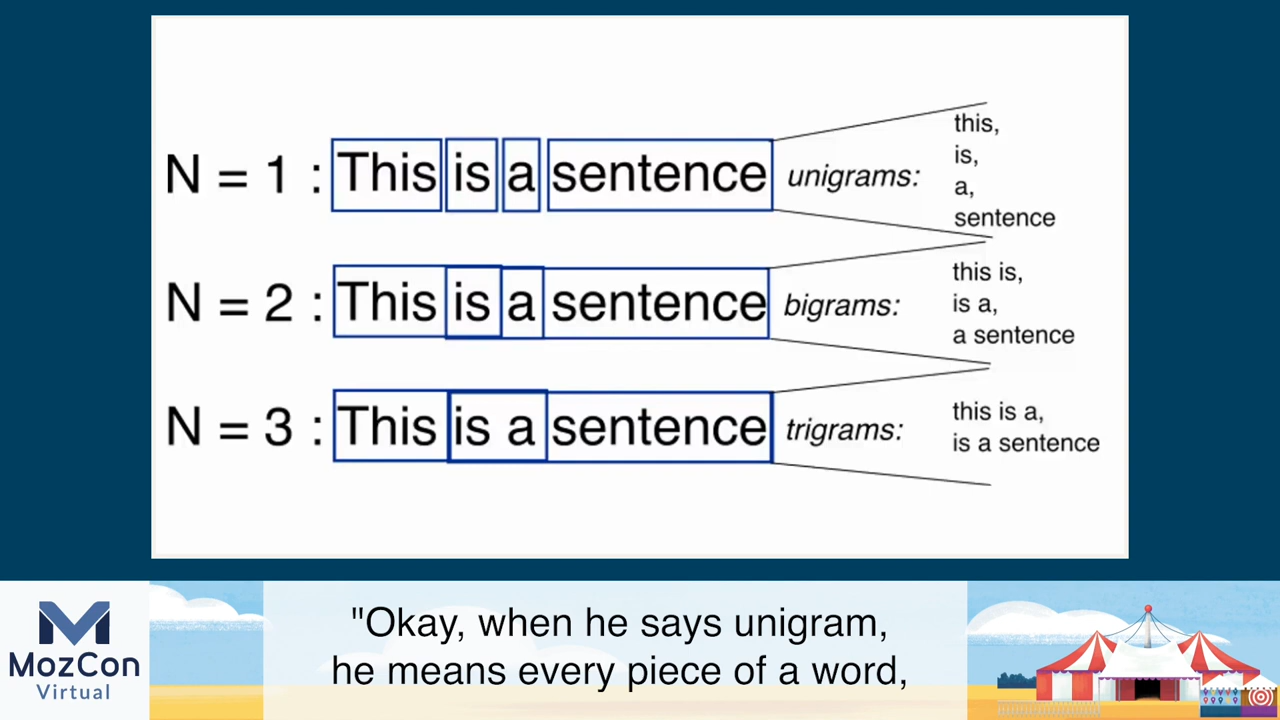 N = 1 : This is a sentence unigrams:
this,
is,
a,
sentence
N = 2 : This is a sentence bigrams:
this is,
is a,
a sentence
N = 3 : This is a sentence trigrams:
this is a,
is a sentence
MozCon
Virtual
"Okay, when he says unigram,
he means every piece of a word,